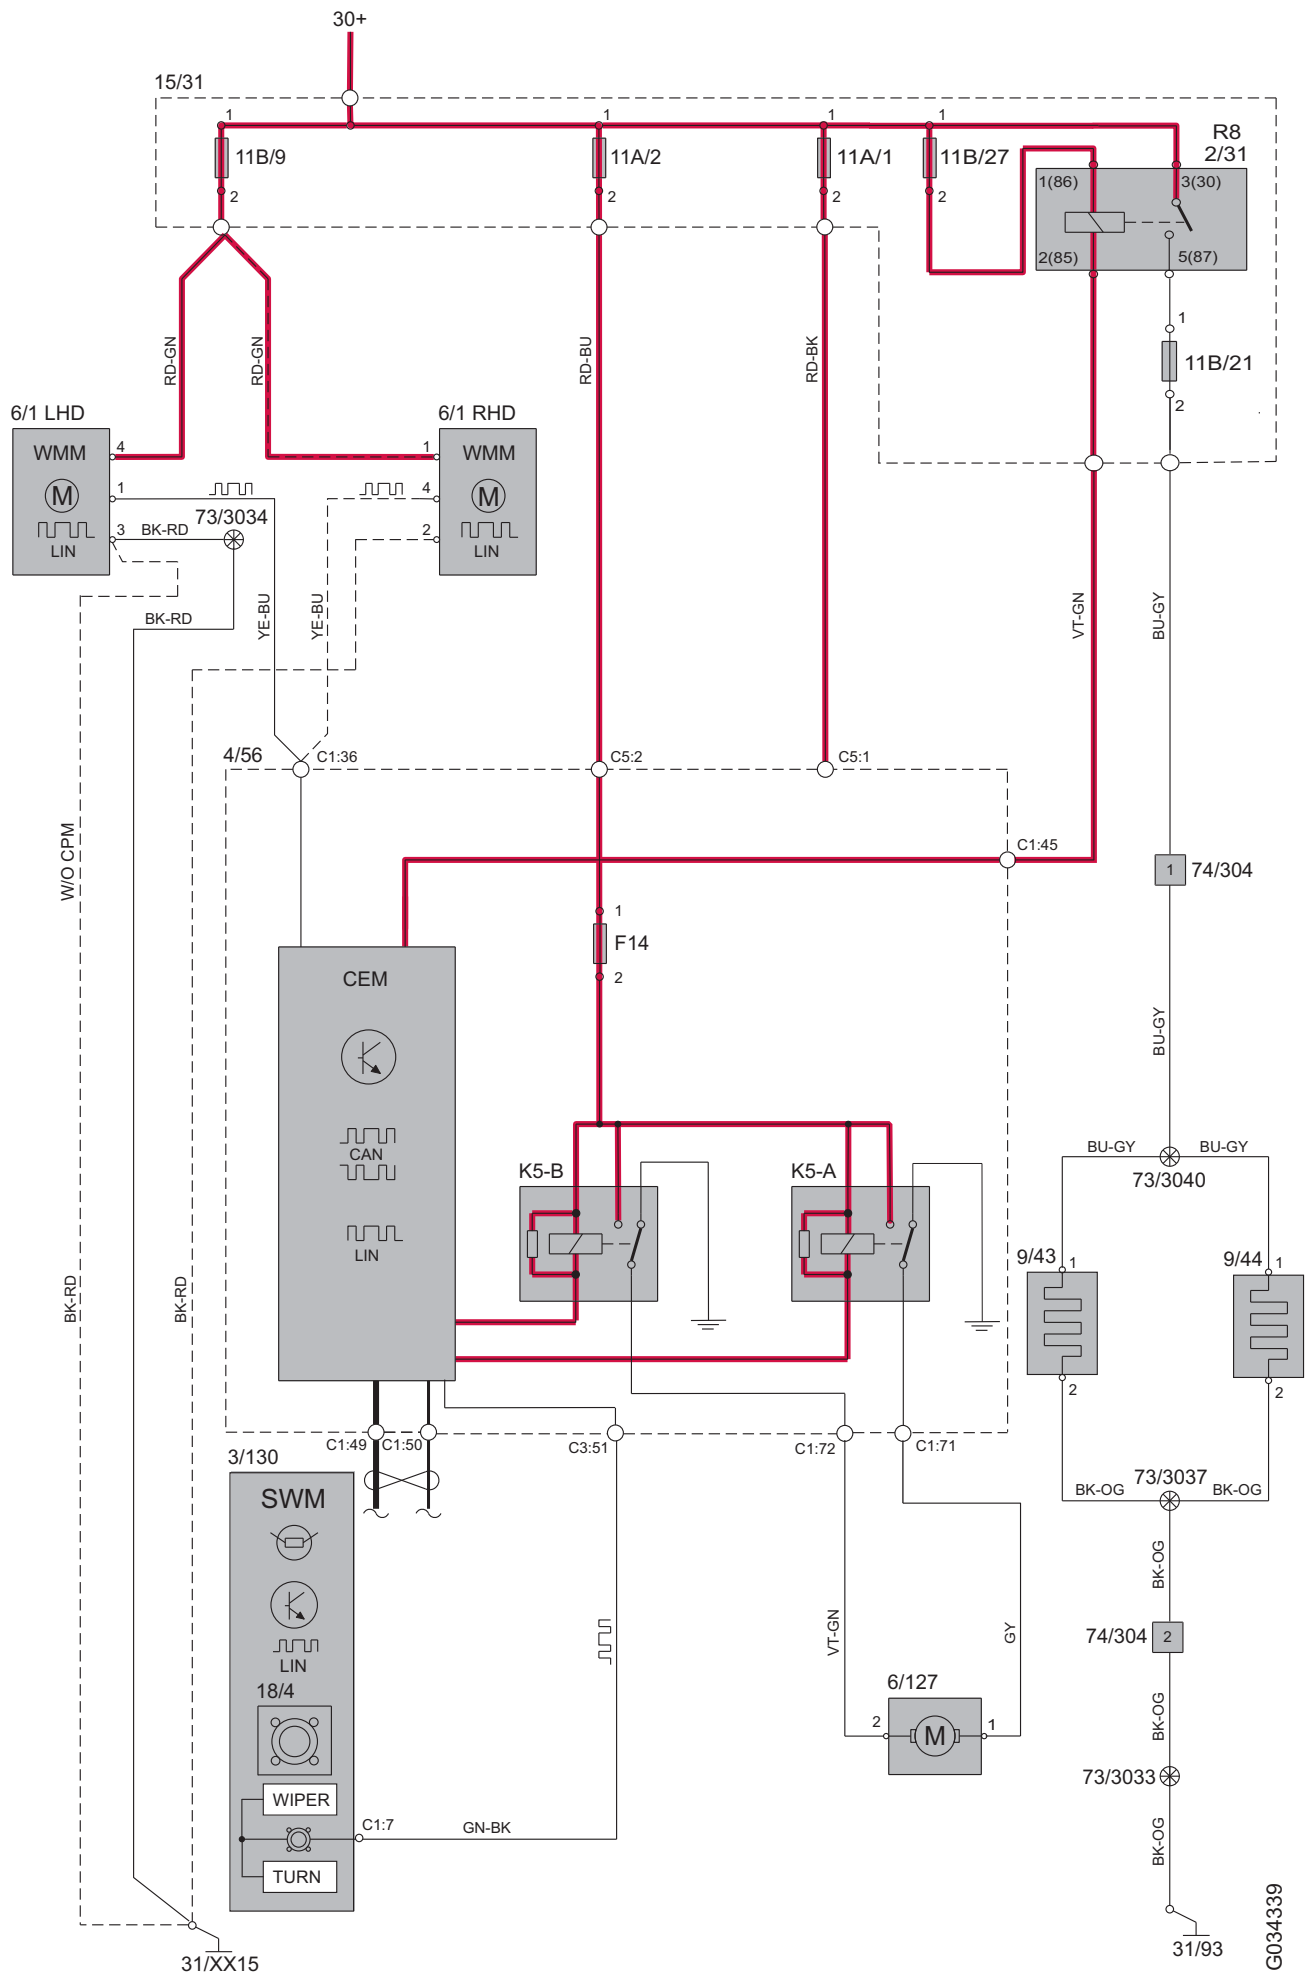 30+
15/31
1
1
1
1
R8
2/31
11B/9
11A/2
11A/1
11B/27
1(86)
3(30)
2
2
2
2
2(85)
5(87)
1
11B/21
2
RD-GN
RD-GN
RD-BU
RD-BK
6/1 LHD
6/1 RHD
WMM
4
1
WMM
M
1
4
M
73/3034
3
BK-RD
2
LIN
LIN
BK-RD
YE-BU
YE-BU
VT-GN
BU-GY
4/56
C1:36
C5:2
C5:1
W/O CPM
C1:45
1
74/304
1
F14
2
CEM
CAN
LIN
BU-GY
BU-GY
BU-GY
73/3040
K5-B
K5-A
9/43
1
9/44
1
BK-RD
BK-RD
2
2
C1:49
C1:50
C3:51
C1:72
C1:71
3/130
SWM
73/3037
BK-OG
BK-OG
BK-OG
LIN
VT-GN
GY
74/304
2
18/4
6/127
2
M
1
BK-OG
73/3033
WIPER
C1:7
GN-BK
BK-OG
TURN
31/XX15
31/93
G034339